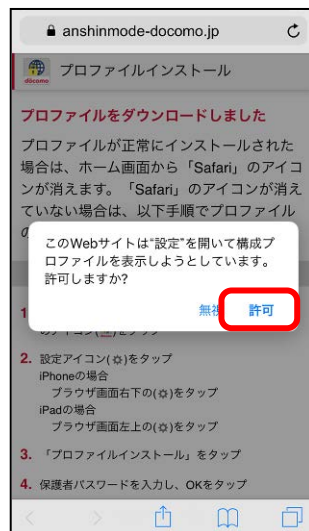 anshinmode-docomo.jp
docomo
プロファイルインストール
プロファイルをダウンロードしました
プロファイルが正常にインストールされた
場合は、ホーム画面から「Safari」のアイコ
ンが消えます。「Safari」のアイコンが消え
ていない場合は、以下手順でプロファイル
このWebサイトは"設定"を開いて構成プ
ロファイルを表示しようとしています。
許可しますか?
無視 許可
1
2. 設定アイコン(⚙)をタップ
iPhoneの場合
ブラウザ画面右下の(⚙)をタップ
iPadの場合
ブラウザ画面左上の(⚙)をタップ
3. 「プロファイルインストール」をタップ
4. 保護者パスワードを入力し、OKをタップ